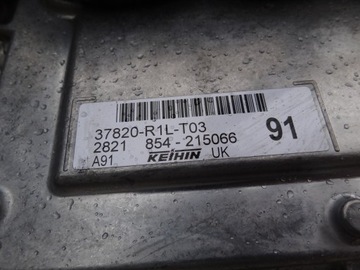 37820-R1L-T03 91
2821 854-215066
A91 KEIHIN UK